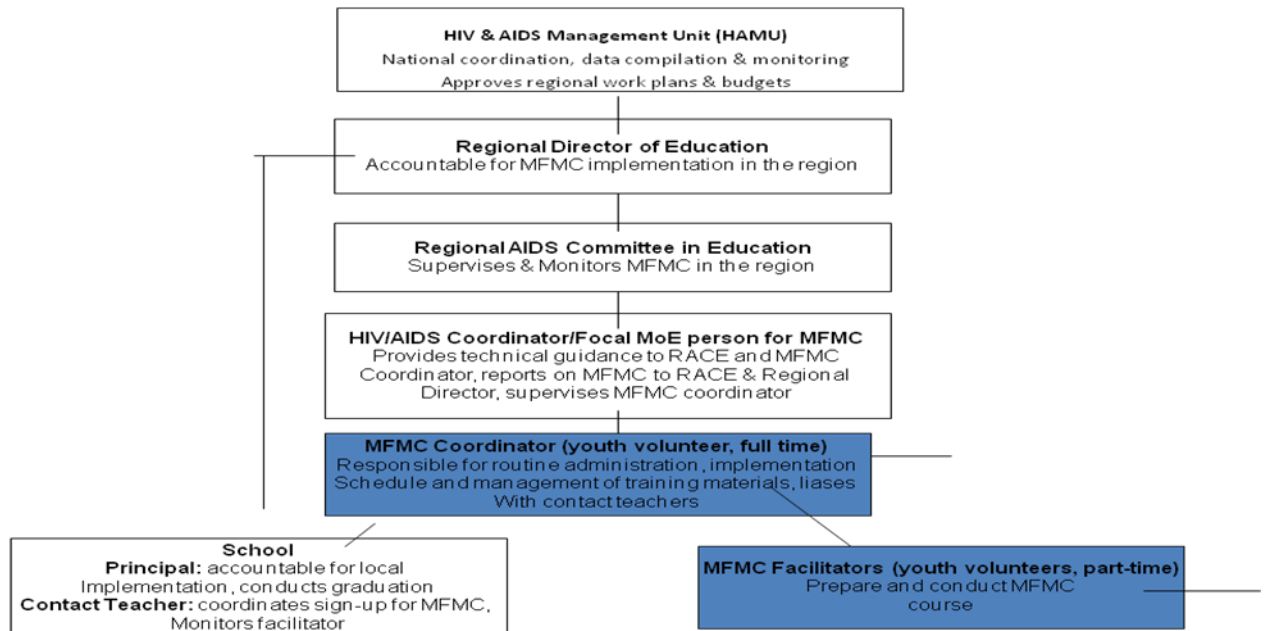 HIV & AIDS Management Unit (HAMU)
National coordination, data compilation & monitoring
Approves regional work plans & budgets
Regional Director of Education
Accountable for MFMC implementation in the region
Regional AIDS Committee in Education
Supervises & Monitors MFMC in the region
HIV/AIDS Coordinator/Focal MoE person for MFMC
Provides technical guidance to RACE and MFMC
Coordinator, reports on MFMC to RACE & Regional
Director, supervises MFMC coordinator
MFMC Coordinator (youth volunteer, full time)
Responsible for routine administration, implementation
Schedule and management of training materials, liases
With contact teachers
School
Principal: accountable for local
Implementation, conducts graduation
Contact Teacher: coordinates sign-up for MFMC,
Monitors facilitator
MFMC Facilitators (youth volunteers, part-time)
Prepare and conduct MFMC
course